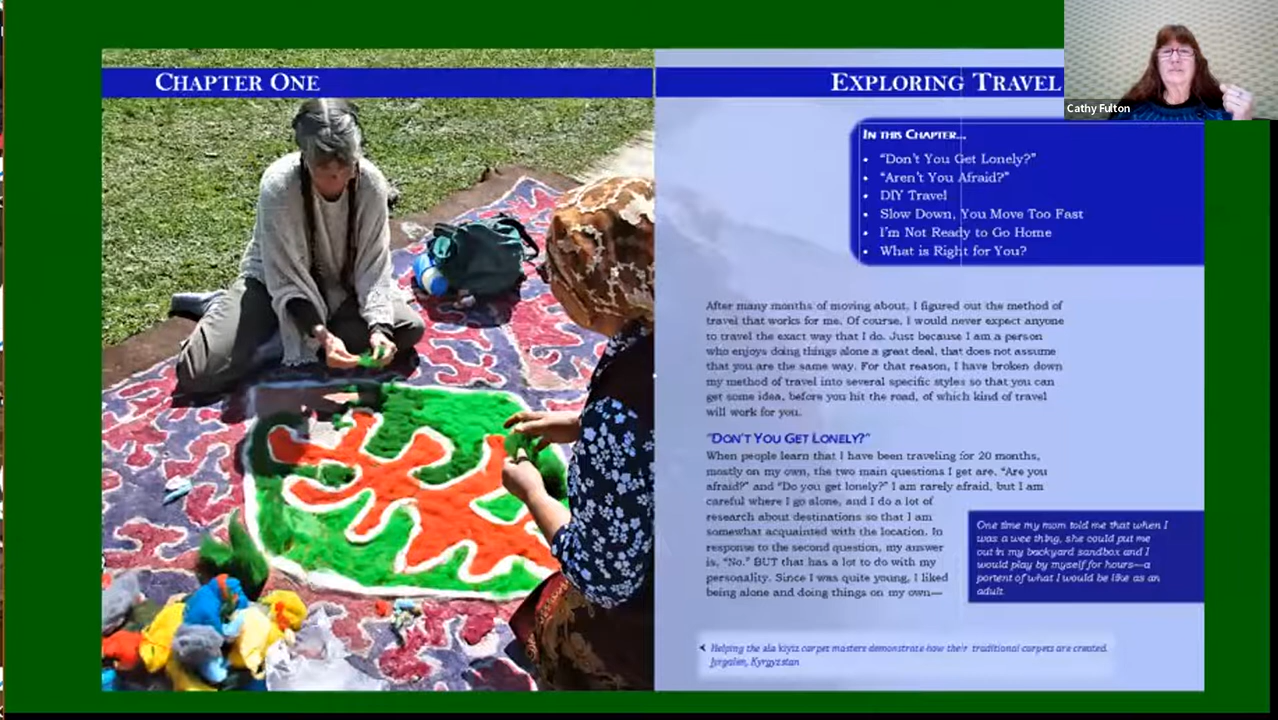 CHAPTER ONE
EXPLORING TRAVEL
Cathy Fulton
IN THIS CHAPTER...
• "Don't You Get Lonely?"
• "Aren't You Afraid?"
• DIY Travel
• Slow Down, You Move Too Fast
• I'm Not Ready to Go Home
• What is Right for You?
After many months of moving about, I figured out the method of
travel that works for me. Of course, I would never expect anyone
to travel the exact way that I do. Just because I am a person
who enjoys doing things alone a great deal, that does not assume
that you are the same way. For that reason, I have broken down
my method of travel into several specific styles so that you can
get some idea, before you hit the road, of which kind of travel
will work for you.
"DON'T YOU GET LONELY?"
When people learn that I have been traveling for 20 months,
mostly on my own, the two main questions I get are, "Are you
afraid?" and "Do you get lonely?" I am rarely afraid, but I am
careful where I go alone, and I do a lot of
research about destinations so that I am
somewhat acquainted with the location. In
response to the second question, my answer
is, "No." BUT that has a lot to do with my
personality. Since I was quite young, I liked
being alone and doing things on my own—
One time my mom told me that when I
was a wee thing, she could put me
out in my backyard sandbox and I
would play by myself for hours—a
portent of what I would be like as an
adult.
Helping the ala kiyiz carpet masters demonstrate how their traditional carpets are created.
Jyrgalan, Kyrgyzstan